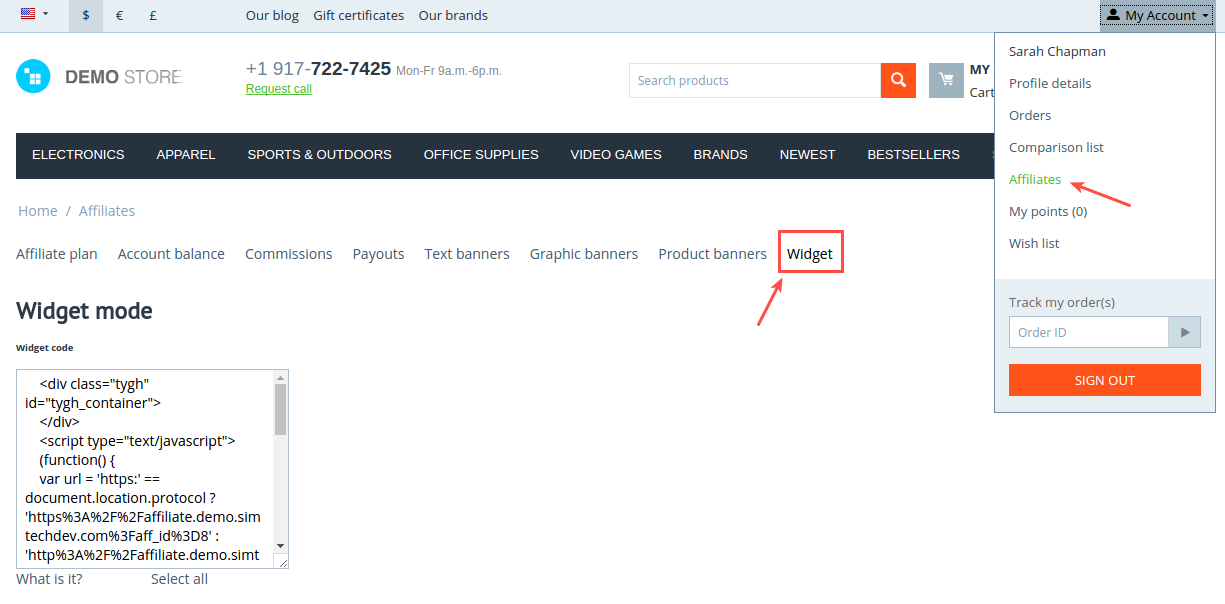 $ € £ Our blog Gift certificates Our brands My Account
DEMO STORE
+1 917-722-7425 Mon-Fr 9a.m.-6p.m.
Request call
Search products
MY
Cart
Sarah Chapman
Profile details
Orders
Comparison list
Affiliates
My points (0)
Wish list
Track my order(s)
Order ID
SIGN OUT
ELECTRONICS APPAREL SPORTS & OUTDOORS OFFICE SUPPLIES VIDEO GAMES BRANDS NEWEST BESTSELLERS
Home / Affiliates
Affiliate plan Account balance Commissions Payouts Text banners Graphic banners Product banners Widget
Widget mode
Widget code
<div class="tygh"
id="tygh_container">
</div>
<script type="text/javascript">
(function() {
var url = 'https:' ==
document.location.protocol ?
'https%3A%2F%2Faffiliate.demo.sim
techdev.com%3Faff_id%3D8' :
'http%3A%2F%2Faffiliate.demo.simt
What is it? Select all